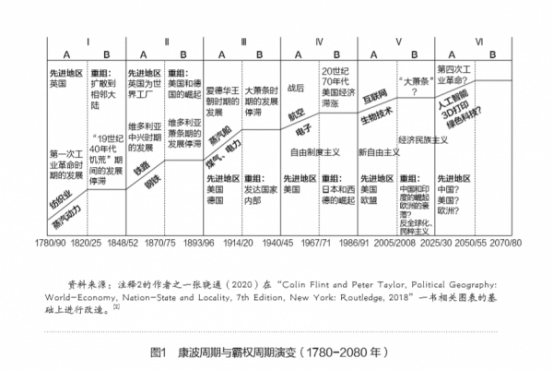 I
II
III
IV
V
VI
A B A B A B A B A B A B
先进地区
英国
重组:
扩散到
相邻大
陆
第一次工
业革命时
期的发展
“19世纪
40年代
饥荒”期
间的发展
停滞
纺织业
蒸汽动力
先进地区
英国为世
界工厂
重组:
美国和德
国的崛起
维多利亚
中兴时期
的发展
维多利亚
萧条期的
发展停滞
铁路
钢铁
爱德华王
朝时期的
发展
大萧条时
期的发展
停滞
蒸汽船
煤气、电力
先进地区
美国
德国
重组:
发达国家
内部
战后
20世纪
70年代
美国经济
滞涨
航空
电子
自由制度主义
先进地区
美国
重组:
日本和西
德的崛起
互联网
生物技术
“大萧条”
?
新自由主义
经济民族主义
先进地区
美国
欧盟
重组:
中国和印
度的崛起
欧洲的衰
落?
反全球化、
民粹主义
第四次工
业革命?
人工智能
3D打印
绿色科技?
先进地区
中国?
美国?
欧洲?
1780/90 1820/25 1848/52 1870/75 1893/96 1914/20 1940/45 1967/71 1986/91 2005/2008 2025/30 2050/55 2070/80
资料来源:注释2的作者之一张晓通(2020)在“Colin Flint and Peter Taylor, Political Geography:
World-Economy, Nation-State and Locality, 7th Edition, New York: Routledge, 2018”一书相关图表的基
础上进行改造。[2]
图1 康波周期与霸权周期演变(1780-2080年)